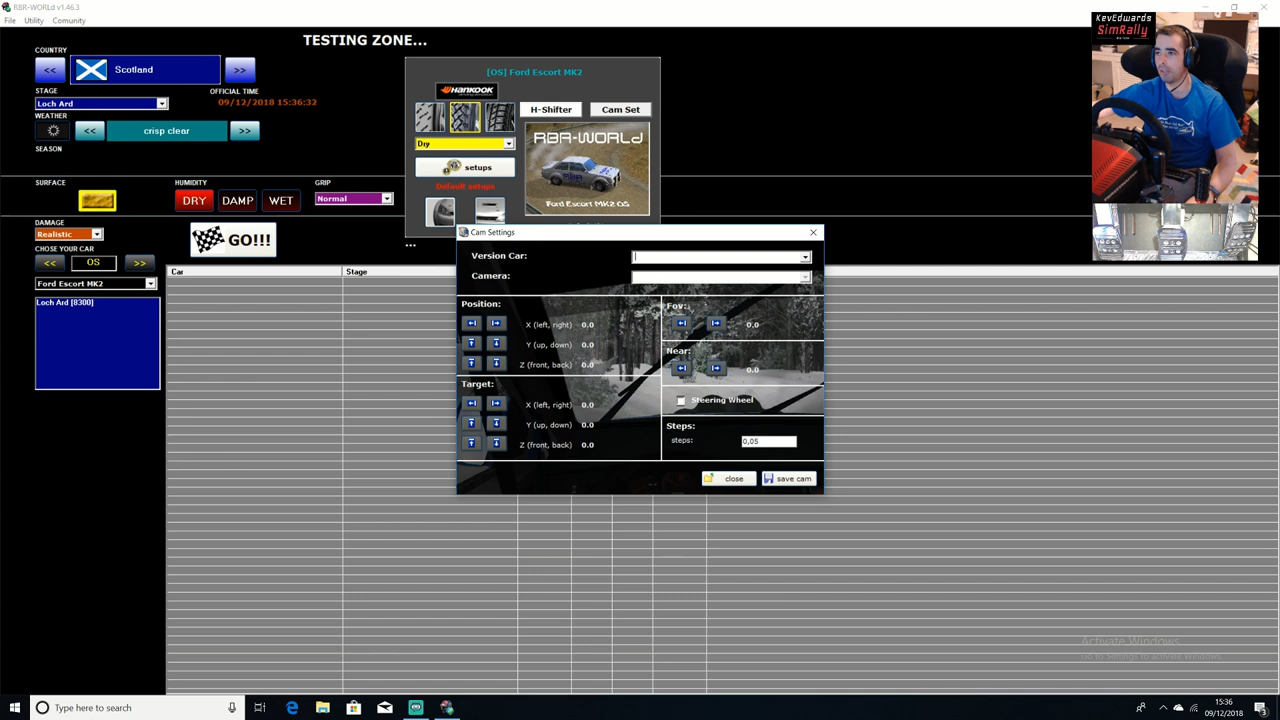 RBR-WORLd v1.46.3
File Utility Comunity
TESTING ZONE...
COUNTRY
<< Scotland >>
STAGE
OFFICIAL TIME
Loch Ard
09/12/2018 15:36:32
WEATHER
<< crisp clear >>
SEASON
SURFACE
HUMIDITY
GRIP
DRY DAMP WET
Normal
DAMAGE
Realistic
CHOSE YOUR CAR
<< OS >>
GO!!!
Ford Escort MK2
Loch Ard [8300]
Car
Stage
[OS] Ford Escort MK2
HANKOOK
H-Shifter
Cam Set
Dry
setups
Default setups
RBR-WORLd
Ford Escort MK2 OS
...
Cam Settings
Version Car:
Camera:
Position:
X (left, right) 0.0
Y (up, down) 0.0
Z (front, back) 0.0
Target:
X (left, right) 0.0
Y (up, down) 0.0
Z (front, back) 0.0
Fov:
0.0
Near:
0.0
Steering Wheel
Steps:
steps: 0,05
close
save cam
KevEdwards
SimRally
Activate Windows
Go to Settings to activate Windows.
Type here to search
15:36
09/12/2018
3